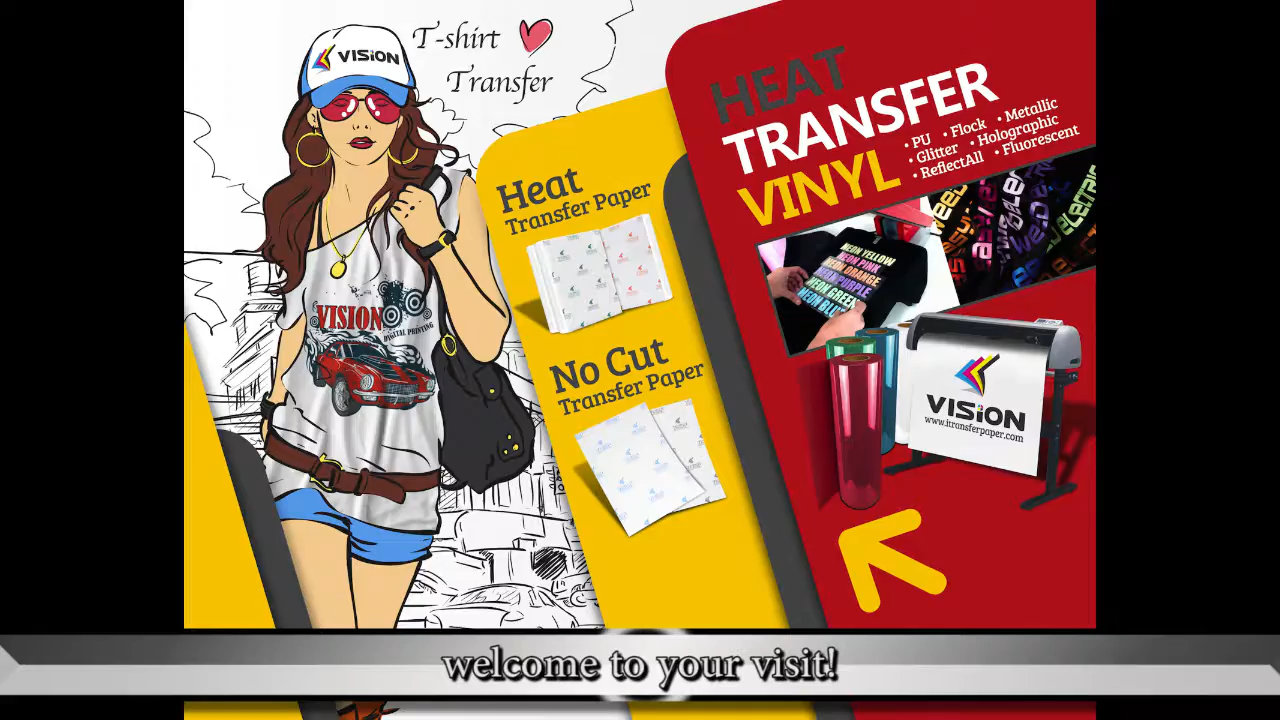 VISION
T-shirt
Transfer
HEAT
TRANSFER
VINYL
• PU • Flock • Metallic
• Glitter • Holographic
• ReflectAll • Fluorescent
Heat
Transfer Paper
NEON YELLOW
NEON PINK
NEON ORANGE
NEON PURPLE
NEON GREEN
NEON BLU
ELECTRIC
VISION
DIGITAL PRINTING
No Cut
Transfer Paper
VISION
www.itransferpaper.com
welcome to your visit!